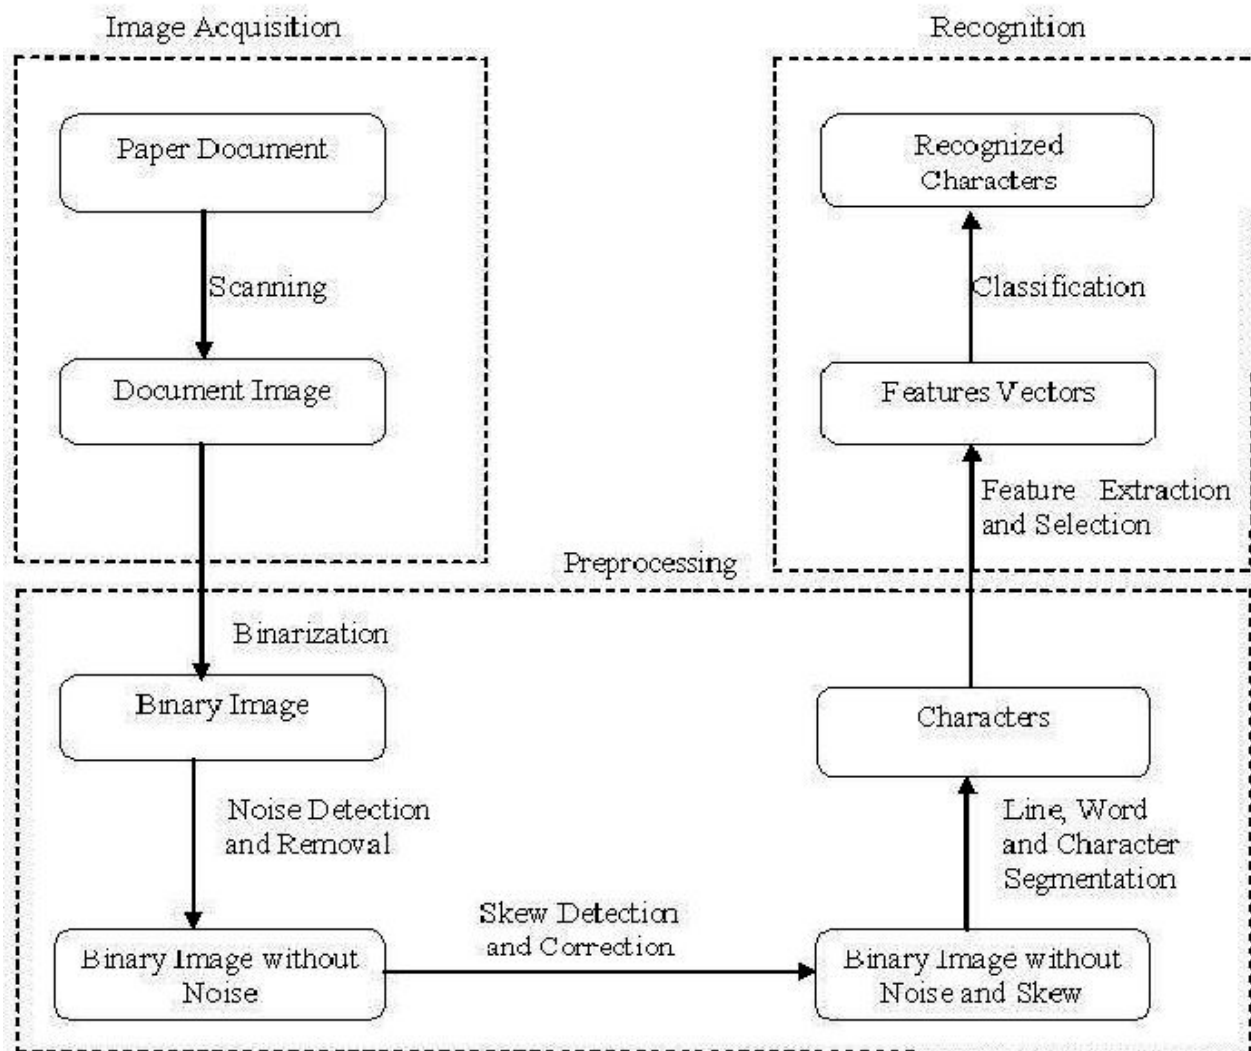 Image Acquisition
Paper Document
Scanning
Document Image
Recognition
Recognized
Characters
Classification
Features Vectors
Feature Extraction
and Selection
Preprocessing
Binarization
Binary Image
Noise Detection
and Removal
Binary Image without
Noise
Skew Detection
and Correction
Binary Image without
Noise and Skew
Line, Word
and Character
Segmentation
Characters